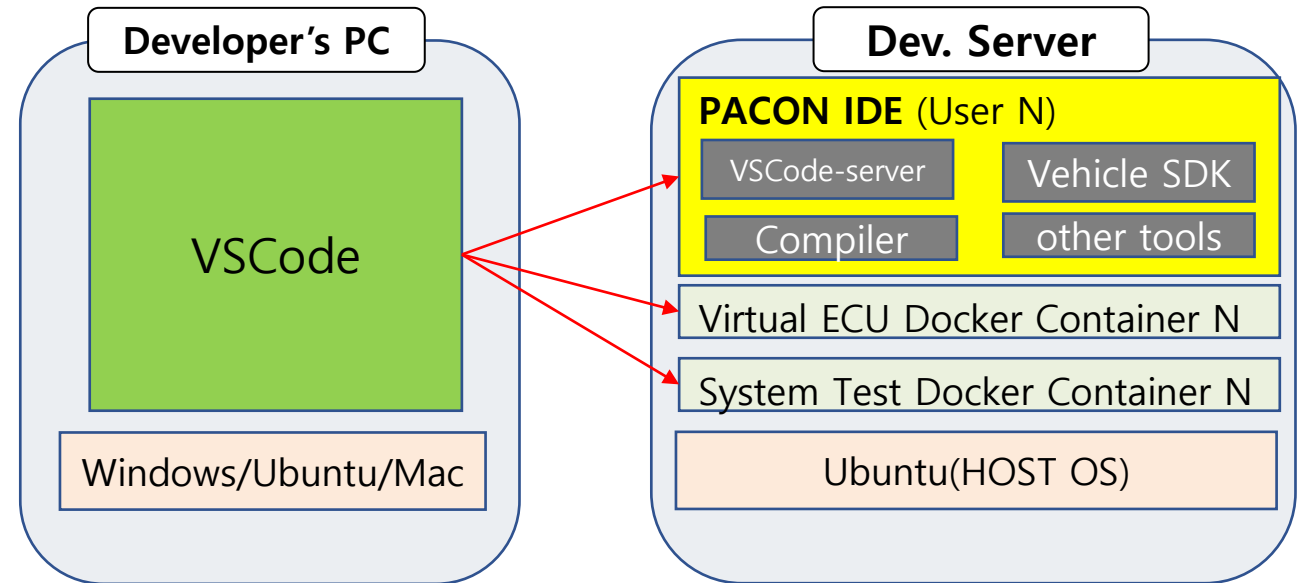 Developer’s PC
VSCode
Windows/Ubuntu/Mac
Dev. Server
PACON IDE (User N)
VSCode-server
Vehicle SDK
Compiler
other tools
Virtual ECU Docker Container N
System Test Docker Container N
Ubuntu(HOST OS)